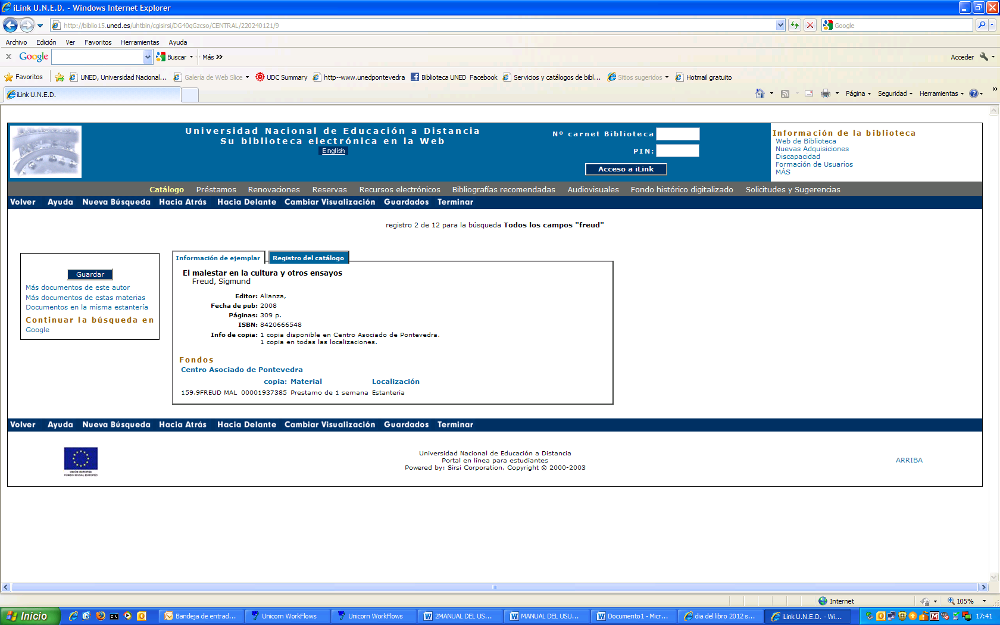 iLink U.N.E.D. - Windows Internet Explorer
http://biblio15.uned.es/uhtbin/cgisirsi/DG40qGzcso/CENTRAL/220240121/9
Google
Archivo Edición Ver Favoritos Herramientas Ayuda
x Google Buscar Más >> Acceder
Favoritos UNED, Universidad Nacional... Galería de Web Slice UDC Summary http--www.unedpontevedra Biblioteca UNED Facebook Servicios y catálogos de bibl... Sitios sugeridos Hotmail gratuito
iLink U.N.E.D. Página Seguridad Herramientas
Universidad Nacional de Educación a Distancia
Su biblioteca electrónica en la Web
English
Nº carnet Biblioteca
PIN:
Acceso a iLink
Información de la biblioteca
Web de Biblioteca
Nuevas Adquisiciones
Discapacidad
Formación de Usuarios
MÁS
Catálogo Préstamos Renovaciones Reservas Recursos electrónicos Bibliografías recomendadas Audiovisuales Fondo histórico digitalizado Solicitudes y Sugerencias
Volver Ayuda Nueva Búsqueda Hacia Atrás Hacia Delante Cambiar Visualización Guardados Terminar
registro 2 de 12 para la búsqueda Todos los campos "freud"
Guardar
Más documentos de este autor
Más documentos de estas materias
Documentos en la misma estantería
Continuar la búsqueda en
Google
Información de ejemplar Registro del catálogo
El malestar en la cultura y otros ensayos
Freud, Sigmund
Editor: Alianza,
Fecha de pub: 2008
Páginas: 309 p.
ISBN: 8420666548
Info de copia: 1 copia disponible en Centro Asociado de Pontevedra.
1 copia en todas las localizaciones.
Fondos
Centro Asociado de Pontevedra
copia: Material Localización
159.9FREUD MAL 00001937385 Prestamo de 1 semana Estanteria
Volver Ayuda Nueva Búsqueda Hacia Atrás Hacia Delante Cambiar Visualización Guardados Terminar
UNION EUROPEA
FONDO SOCIAL EUROPEO
Universidad Nacional de Educación a Distancia
Portal en línea para estudiantes
Powered by: Sirsi Corporation, Copyright © 2000-2003
ARRIBA
Internet 105%
Inicio Bandeja de entrad... Unicorn WorkFlows Unicorn WorkFlows 2MANUAL DEL US... MANUAL DEL USU... Documento1 - Micr... dia del libro 2012 s... iLink U.N.E.D. - Wi... 17:41